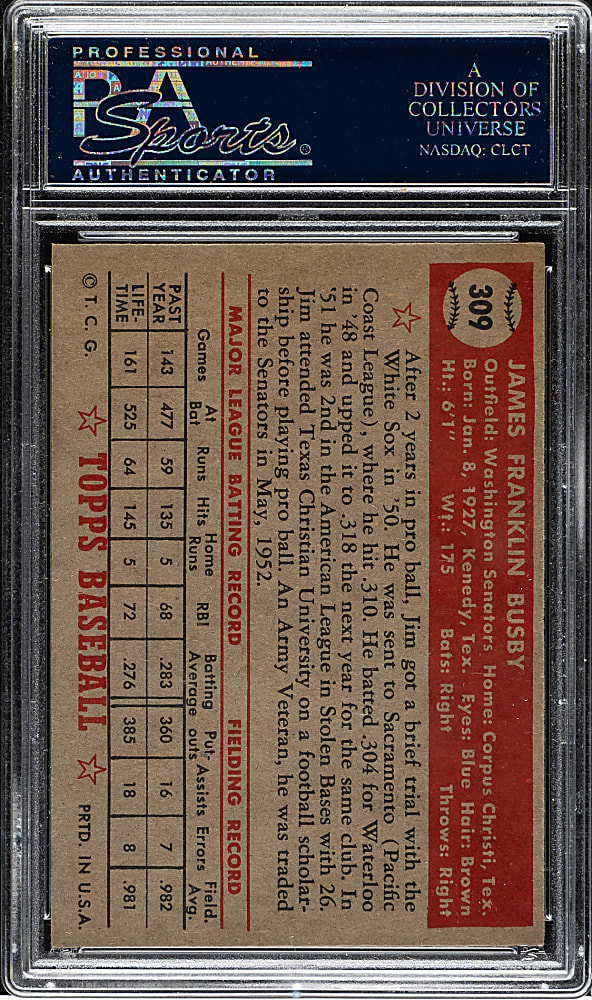 PROFESSIONAL
PSA
Sports®
AUTHENTICATOR
A
DIVISION OF
COLLECTORS
UNIVERSE
NASDAQ: CLCT
309
JAMES FRANKLIN BUSBY
Outfield: Washington Senators Home: Corpus Christi, Tex.
Born: Jan. 8, 1927, Kenedy, Tex. Eyes: Blue Hair: Brown
Ht.: 6'1" Wt.: 175 Bats: Right Throws: Right
After 2 years in pro ball, Jim got a brief trial with the
White Sox in '50. He was sent to Sacramento (Pacific
Coast League), where he hit .310. He batted .304 for Waterloo
in '48 and upped it to .318 the next year for the same club. In
'51 he was 2nd in the American League in Stolen Bases with 26.
Jim attended Texas Christian University on a football scholar-
ship before playing pro ball. An Army Veteran, he was traded
to the Senators in May, 1952.
MAJOR LEAGUE BATTING RECORD FIELDING RECORD
Games At Bat Runs Hits Home Runs RBI Batting Average Put-outs Assists Errors Field. Avg.
PAST YEAR 143 477 59 135 5 68 .283 360 16 7 .982
LIFE-TIME 161 525 64 145 5 72 .276 385 18 8 .981
© T. C. G. TOPPS BASEBALL PRTD. IN U.S.A.